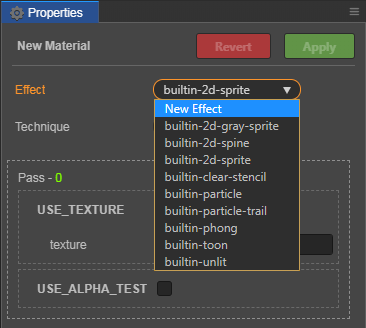 Properties
New Material
Revert
Apply
Effect
builtin-2d-sprite
New Effect
Technique
builtin-2d-gray-sprite
builtin-2d-spine
builtin-2d-sprite
builtin-clear-stencil
builtin-particle
builtin-particle-trail
builtin-phong
builtin-toon
builtin-unlit
Pass - 0
USE_TEXTURE
texture
USE_ALPHA_TEST